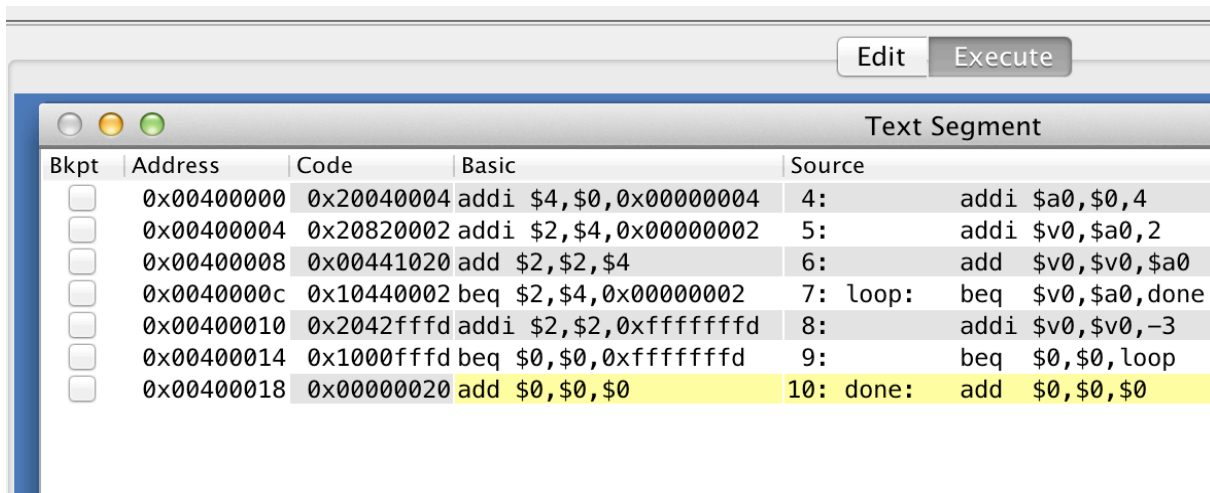 Edit Execute
Text Segment
Bkpt Address Code Basic Source
0x00400000 0x20040004 addi $4,$0,0x00000004 4: addi $a0,$0,4
0x00400004 0x20820002 addi $2,$4,0x00000002 5: addi $v0,$a0,2
0x00400008 0x00441020 add $2,$2,$4 6: add $v0,$v0,$a0
0x0040000c 0x10440002 beq $2,$4,0x00000002 7: loop: beq $v0,$a0,done
0x00400010 0x2042fffd addi $2,$2,0xfffffffd 8: addi $v0,$v0,-3
0x00400014 0x1000fffd beq $0,$0,0xfffffffd 9: beq $0,$0,loop
0x00400018 0x00000020 add $0,$0,$0 10: done: add $0,$0,$0